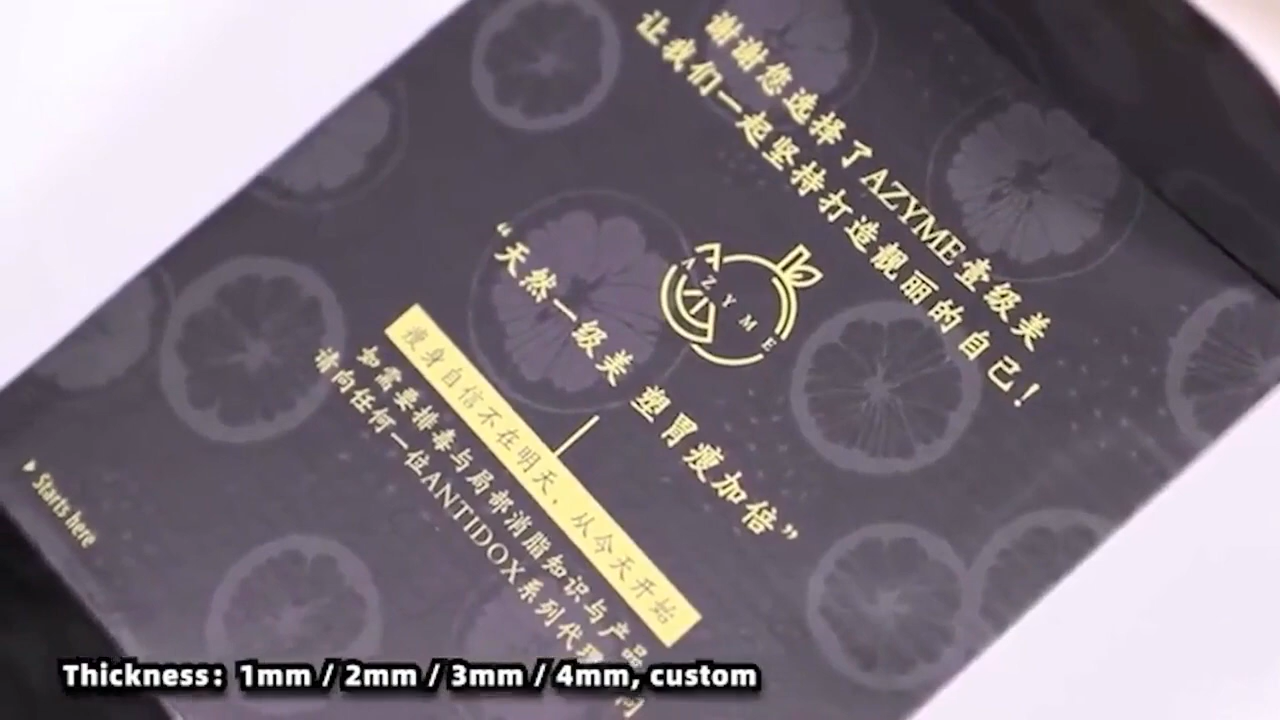 谢谢您选择了AZYME壹级美
让我们一起坚持打造靓丽的自己！
AZYME
“天然一级美 塑胃瘦加倍”
瘦身自信不在明天，从今天开始
如需要排毒与局部消脂知识与产品
请向任何一位ANTIDOX系列代理
Starts here
Thickness: 1mm / 2mm / 3mm / 4mm, custom